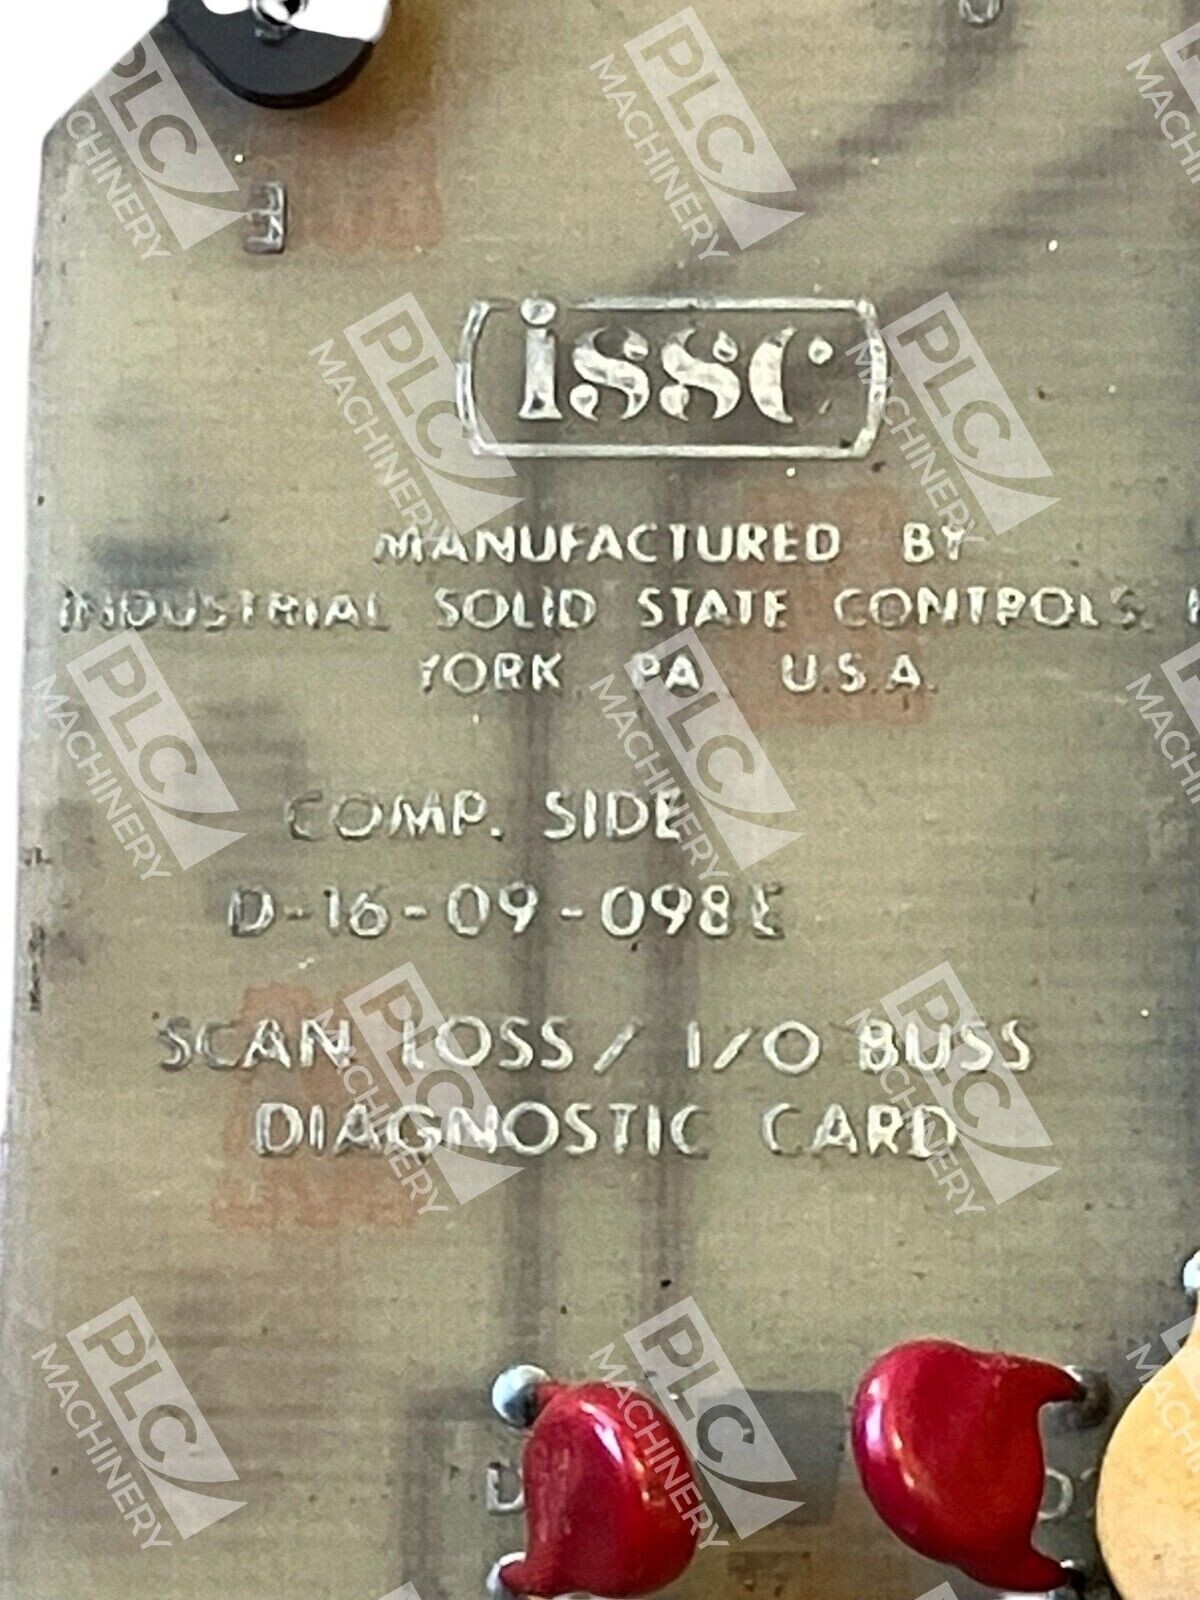 issc
MANUFACTURED BY
INDUSTRIAL SOLID STATE CONTROLS,
YORK, PA. U.S.A.
COMP. SIDE
D-16-09-098E
SCAN LOSS / I/O BUSS
DIAGNOSTIC CARD
PLC MACHINERY